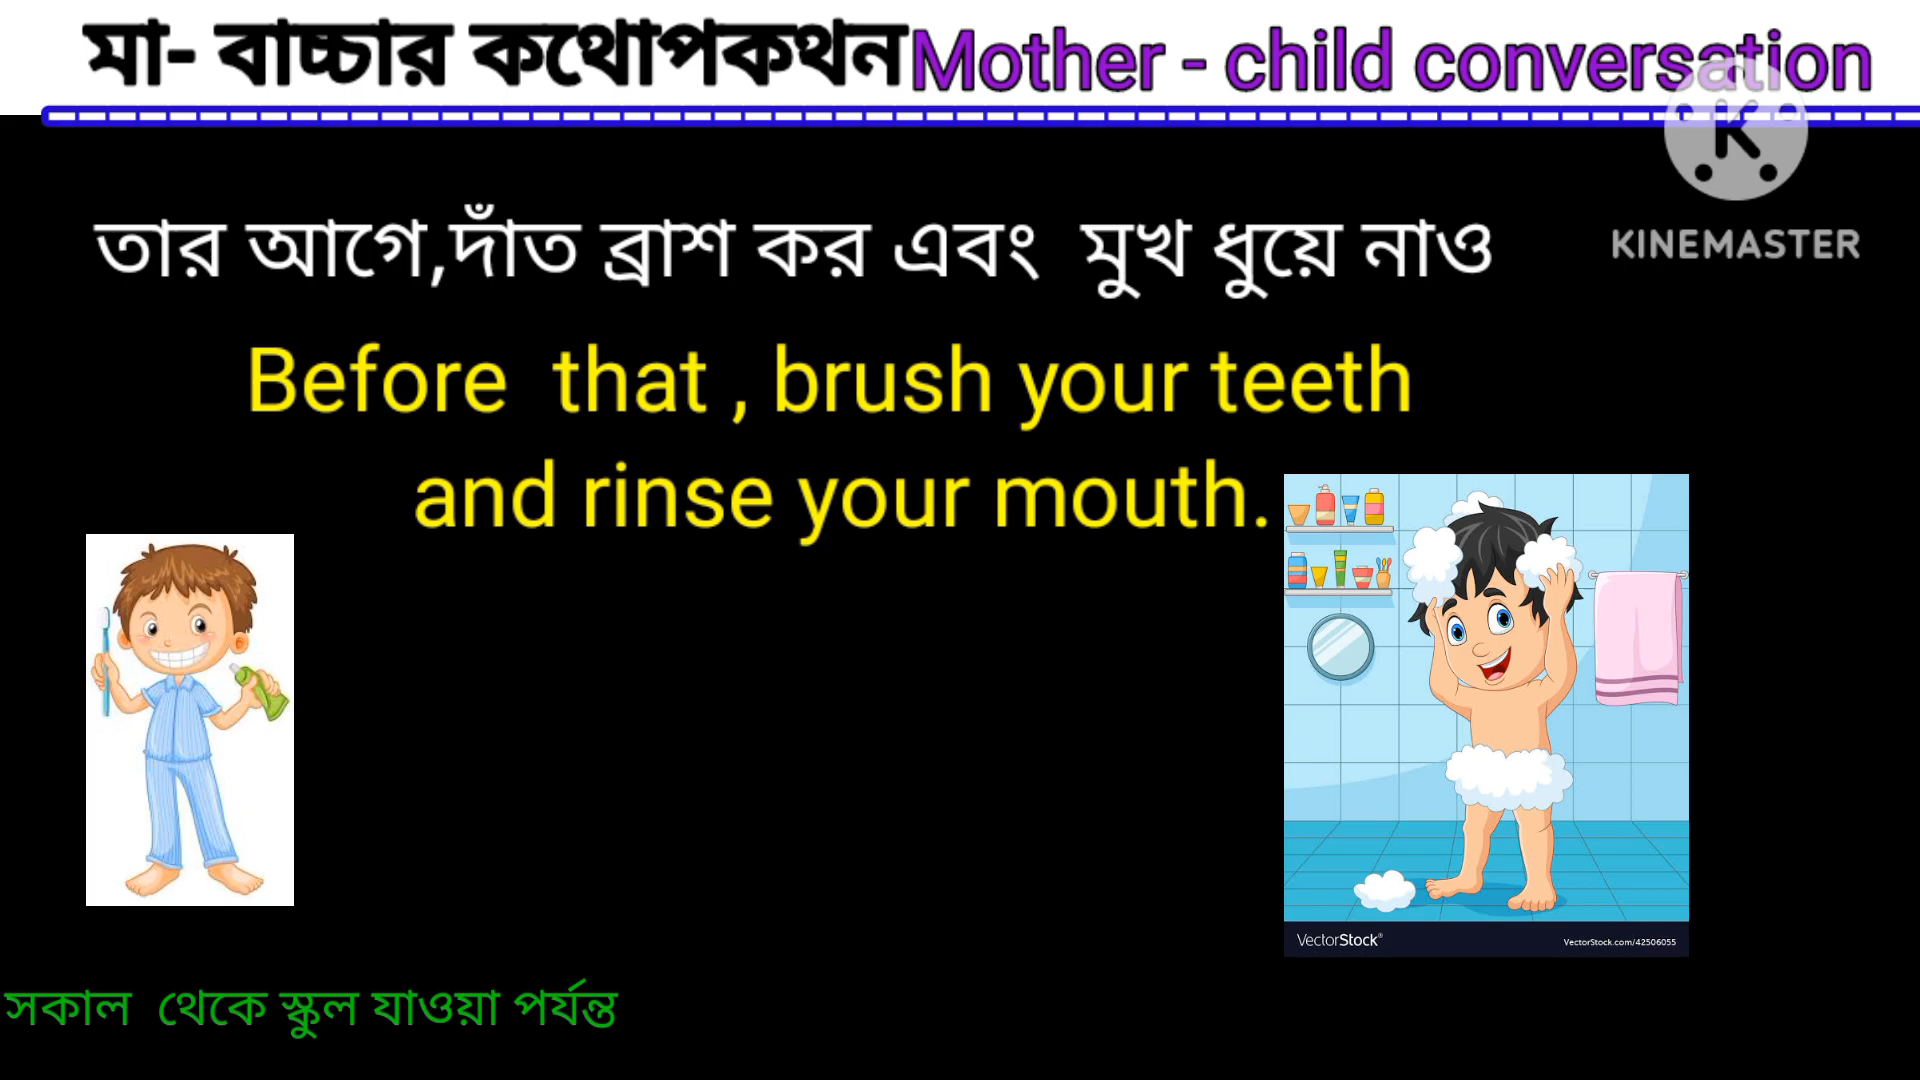 মা- বাচ্চার কথোপকথন Mother - child conversation
K
KINEMASTER
তার আগে,দাঁত ব্রাশ কর এবং মুখ ধুয়ে নাও
Before that , brush your teeth
and rinse your mouth.
VectorStock®
VectorStock.com/42506055
সকাল থেকে স্কুল যাওয়া পর্যন্ত